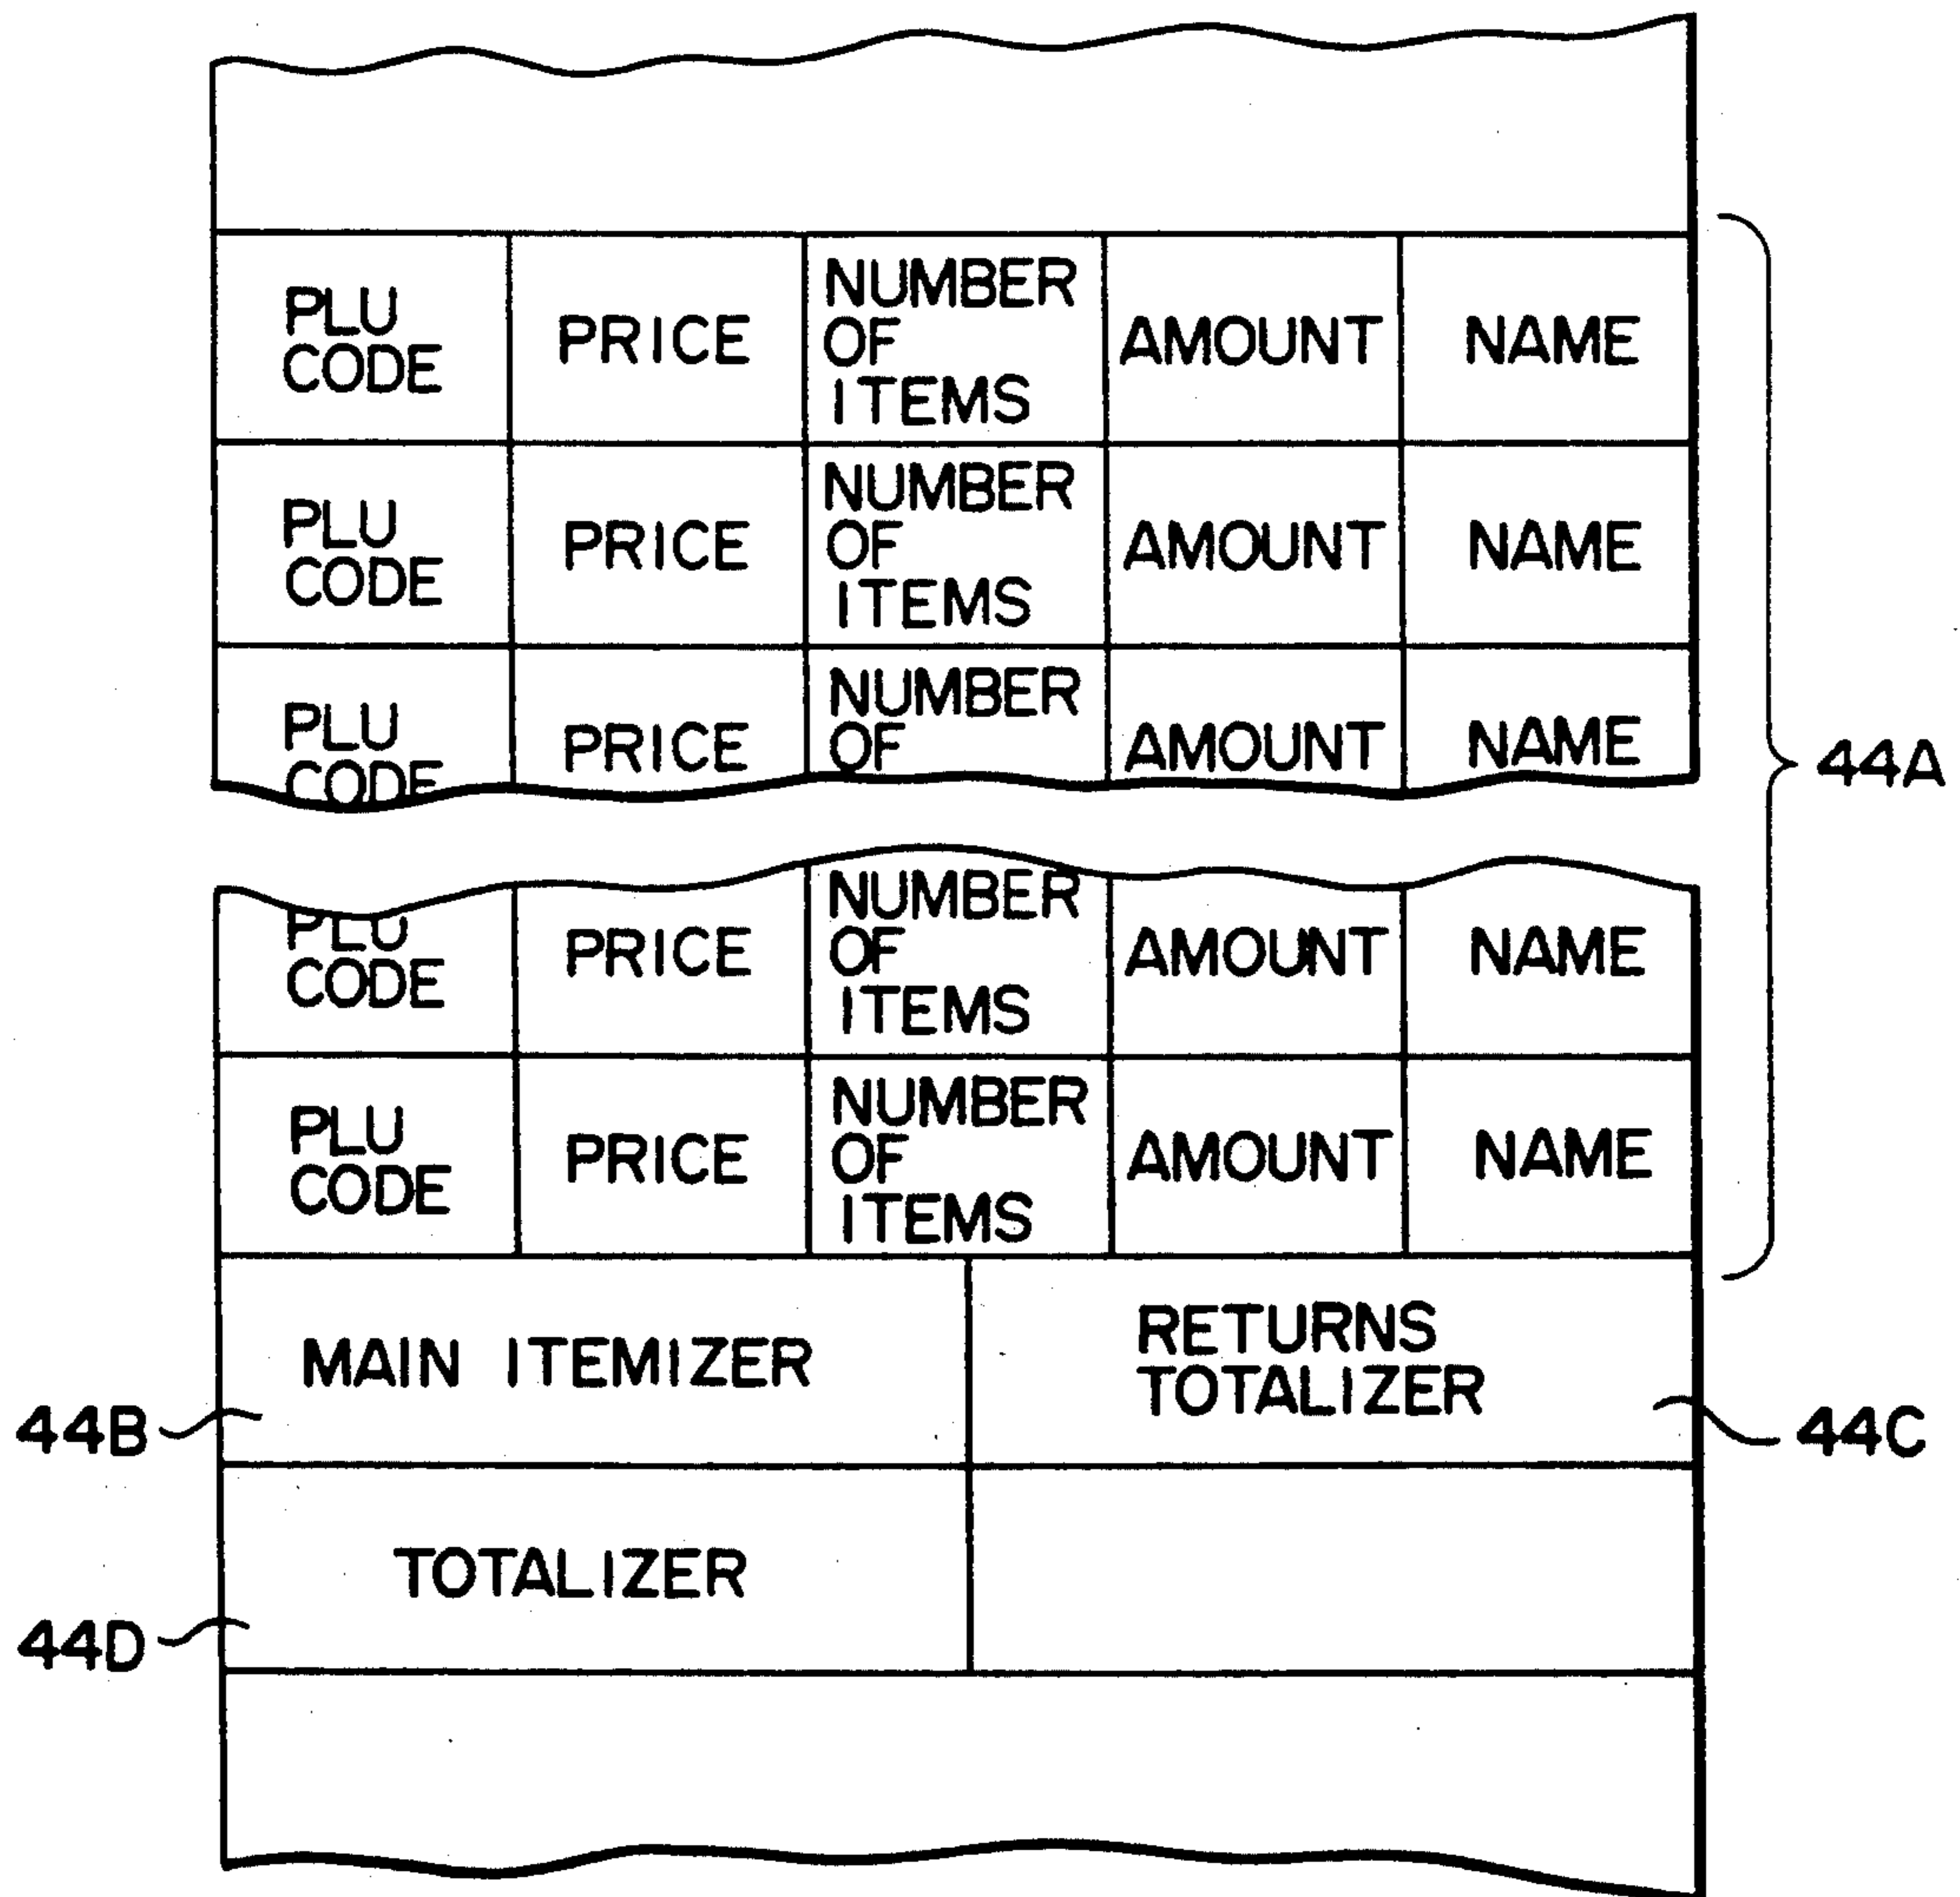 PLU
CODE
PRICE
NUMBER
OF
ITEMS
AMOUNT
NAME
PLU
CODE
PRICE
NUMBER
OF
ITEMS
AMOUNT
NAME
PLU
CODE
PRICE
NUMBER
OF
AMOUNT
NAME
44A
PLU
CODE
PRICE
NUMBER
OF
ITEMS
AMOUNT
NAME
PLU
CODE
PRICE
NUMBER
OF
ITEMS
AMOUNT
NAME
MAIN ITEMIZER
RETURNS
TOTALIZER
44B
44C
TOTALIZER
44D